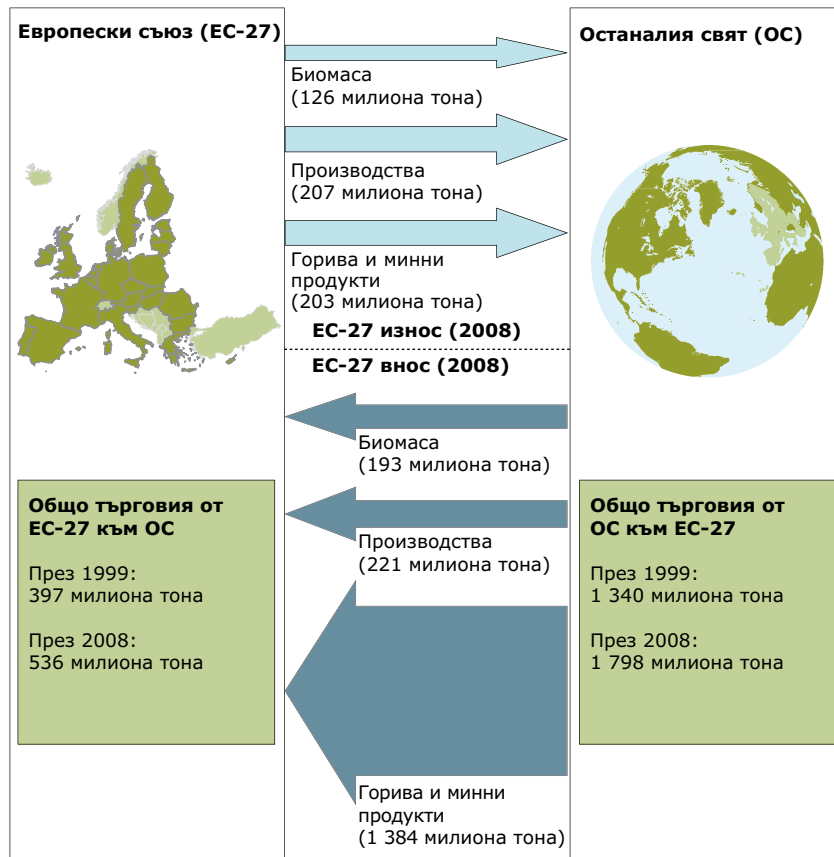 Европески съюз (ЕС-27)
Останалия свят (ОС)
Биомаса
(126 милиона тона)
Производства
(207 милиона тона)
Горива и минни
продукти
(203 милиона тона)
ЕС-27 износ (2008)
ЕС-27 внос (2008)
Биомаса
(193 милиона тона)
Производства
(221 милиона тона)
Горива и минни
продукти
(1 384 милиона тона)
Общо търговия от
ЕС-27 към ОС
През 1999:
397 милиона тона
През 2008:
536 милиона тона
Общо търговия от
ОС към ЕС-27
През 1999:
1 340 милиона тона
През 2008:
1 798 милиона тона